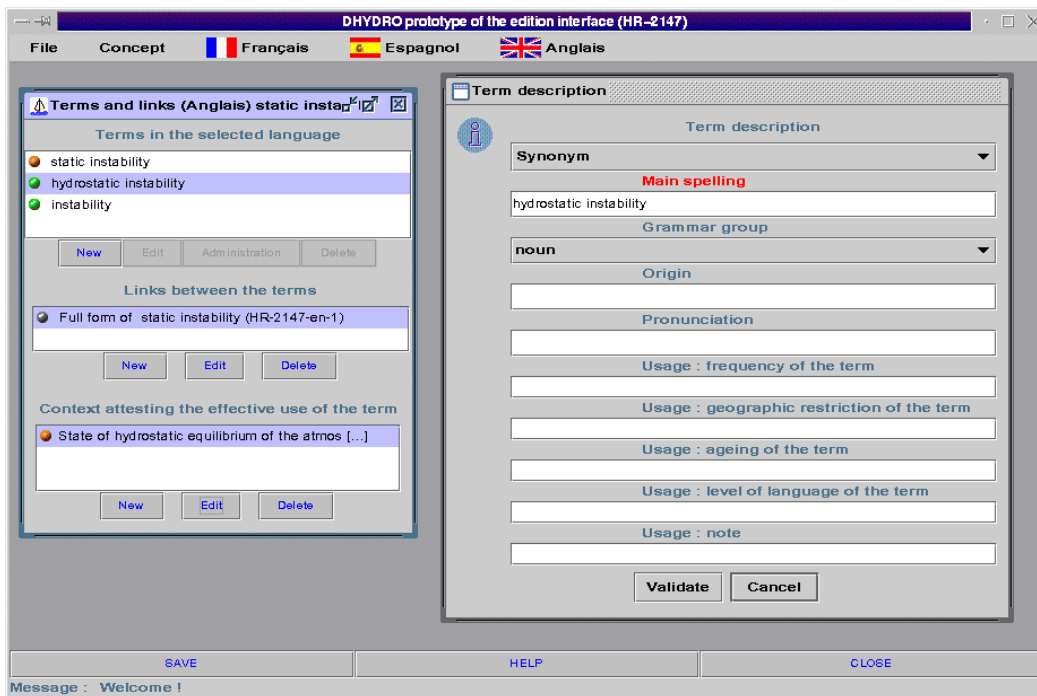 DHYDRO prototype of the edition interface (HR-2147)
File Concept Français Espagnol Anglais
Terms and links (Anglais) static insta
Terms in the selected language
static instability
hydrostatic instability
instability
New Edit Administration Delete
Links between the terms
Full form of static instability (HR-2147-en-1)
New Edit Delete
Context attesting the effective use of the term
State of hydrostatic equilibrium of the atmos [...]
New Edit Delete
Term description
Term description
Synonym
Main spelling
hydrostatic instability
Grammar group
noun
Origin
Pronunciation
Usage : frequency of the term
Usage : geographic restriction of the term
Usage : ageing of the term
Usage : level of language of the term
Usage : note
Validate Cancel
SAVE HELP CLOSE
Message : Welcome !